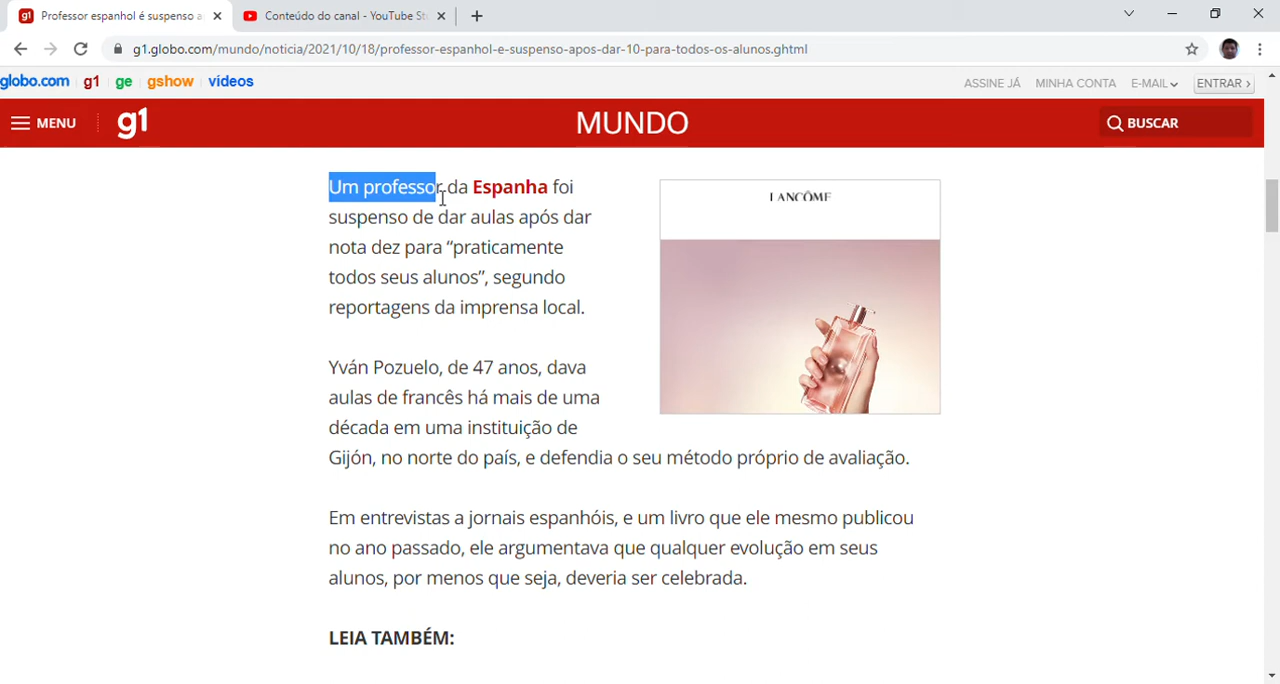 g1 Professor espanhol é suspenso a
Conteúdo do canal - YouTube St
g1.globo.com/mundo/noticia/2021/10/18/professor-espanhol-e-suspenso-apos-dar-10-para-todos-os-alunos.ghtml
globo.com g1 ge gshow videos
ASSINE JÁ MINHA CONTA E-MAIL ENTRAR ›
MENU g1 MUNDO BUSCAR
Um professor da Espanha foi
suspenso de dar aulas após dar
nota dez para “praticamente
todos seus alunos”, segundo
reportagens da imprensa local.
LANCÔME
Yván Pozuelo, de 47 anos, dava
aulas de francês há mais de uma
década em uma instituição de
Gijón, no norte do país, e defendia o seu método próprio de avaliação.
Em entrevistas a jornais espanhóis, e um livro que ele mesmo publicou
no ano passado, ele argumentava que qualquer evolução em seus
alunos, por menos que seja, deveria ser celebrada.
LEIA TAMBÉM: